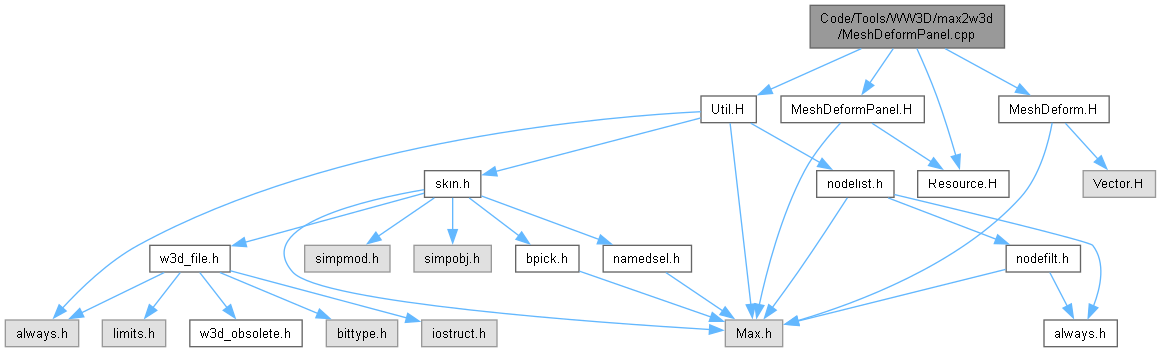 Code/Tools/WW3D/max2w3d
/MeshDeformPanel.cpp
Util.H
MeshDeformPanel.H
MeshDeform.H
skin.h
nodelist.h
Resource.H
Vector.H
w3d_file.h
simpmod.h
simpobj.h
bpick.h
namedsel.h
nodefilt.h
always.h
limits.h
w3d_obsolete.h
bittype.h
iostruct.h
Max.h
always.h